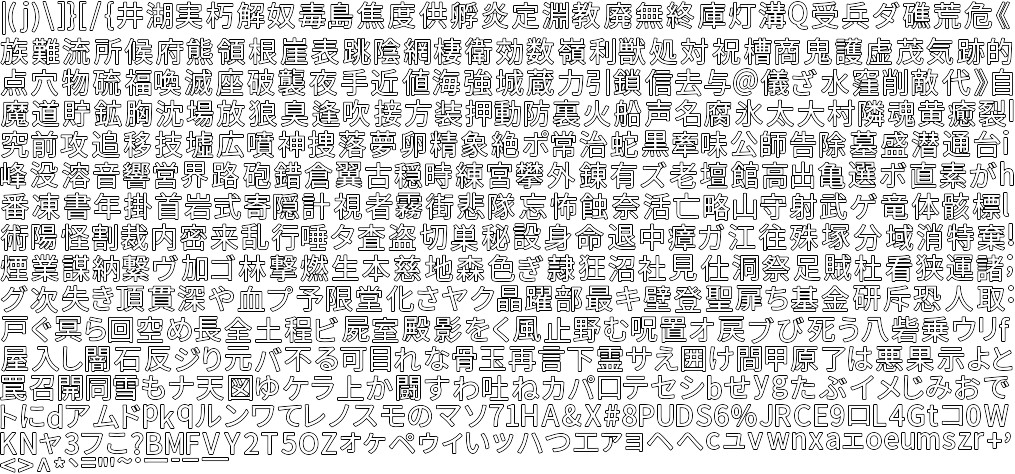 |(j)\]}[/{井湖実朽解奴毒島焦度供孵炎定淵教廃無終庫灯溝Q受兵ダ礁荒危《
族難流所候府熊領根崖表跳陰網棲衛効数嶺利獣処対祝槽商鬼護虚茂気跡的
点穴物硫福喚滅座破襲夜手近値海強城蔵力引鎖信去与@儀ざ水窪削敵代》自
魔道貯鉱胸沈場放狼臭逢吹接方装押動防裏火船声名腐氷太大村隣魂黄癒裂|
究前攻追移技墟広噴神捜落夢卵精象絶ポ常治蛇黒牽味公師告除墓盛潜通台i
峰没溶音響営界路砲錯倉翼古穏時練宮攀外錬有ズ老壇館高出亀選ボ直素がh
番凍書年掛首岩式寄隠計視者霧街悲隊忘怖蝕奈活亡略山守射武ゲ竜体骸標l
術陽怪割裁内密来乱行唾タ査盗切巣秘設身命退中瘴ガ江往殊塚分域消特棄!
煙業謀納繋ヴ加ゴ林撃燃生本慈地森色ぎ隷狂沼社見仕洞祭足賊杜看狭運諸;
グ次失き頂貫深や血プ予限堂化さヤク晶躍部最キ壁登聖扉ち基金研斥恐人取:
戸ぐ冥ら回空め長全土程ビ屍室殿影をく風止野む呪置オ戻ブび死う八砦乗ウリf
屋入し闇石反ジり元バ不る可目れな骨玉再言下霊サえ囲け間甲原了は悪果示よと
罠召開同雪もナ天図ゆケラ上か闘すわ吐ねカパ口テセシbせygたぶイメじみおで
トにdアムドpkqルンワてレノスモのマソ71HA&X#8PUDS6%JRCE9ロL4Gtコ0W
KNヤ3フこ?BMFVY2T5OZオケペウィいツハつエァョヘへcユvwnxaエoeumszr+'
<>∧*丶="'~`一--—